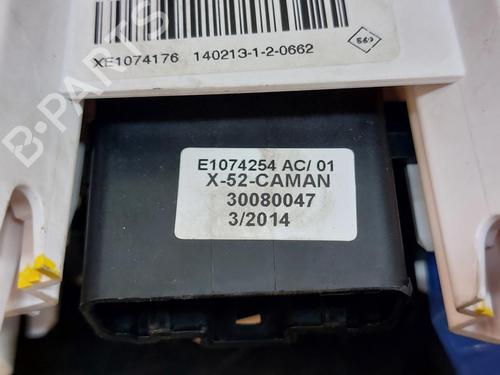 XE1074176 140213-1-2-0662
E1074254 AC/ 01
X-52-CAMAN
30080047
3/2014
B-PARTS